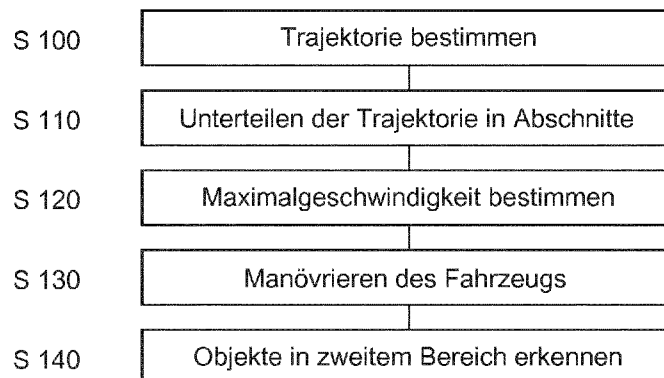 S 100 Trajektorie bestimmen
S 110 Unterteilen der Trajektorie in Abschnitte
S 120 Maximalgeschwindigkeit bestimmen
S 130 Manövrieren des Fahrzeugs
S 140 Objekte in zweitem Bereich erkennen